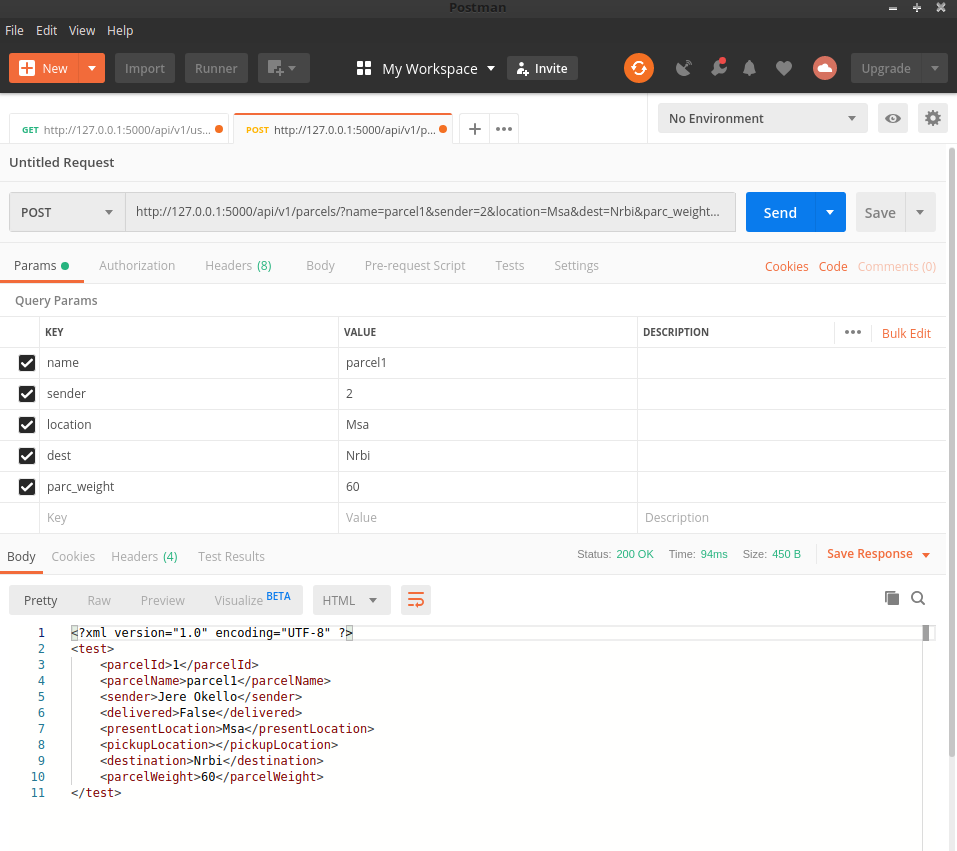 Postman
File Edit View Help
New Import Runner My Workspace Invite Upgrade
GET http://127.0.0.1:5000/api/v1/us... POST http://127.0.0.1:5000/api/v1/p... No Environment
Untitled Request
POST http://127.0.0.1:5000/api/v1/parcels/?name=parcel1&sender=2&location=Msa&dest=Nrbi&parc_weight... Send Save
Params Authorization Headers (8) Body Pre-request Script Tests Settings Cookies Code Comments (0)
Query Params
KEY VALUE DESCRIPTION Bulk Edit
name parcel1
sender 2
location Msa
dest Nrbi
parc_weight 60
Key Value Description
Body Cookies Headers (4) Test Results Status: 200 OK Time: 94ms Size: 450 B Save Response
Pretty Raw Preview Visualize BETA HTML
1 <?xml version="1.0" encoding="UTF-8" ?>
2 <test>
3 <parcelId>1</parcelId>
4 <parcelName>parcel1</parcelName>
5 <sender>Jere Okello</sender>
6 <delivered>False</delivered>
7 <presentLocation>Msa</presentLocation>
8 <pickupLocation></pickupLocation>
9 <destination>Nrbi</destination>
10 <parcelWeight>60</parcelWeight>
11 </test>